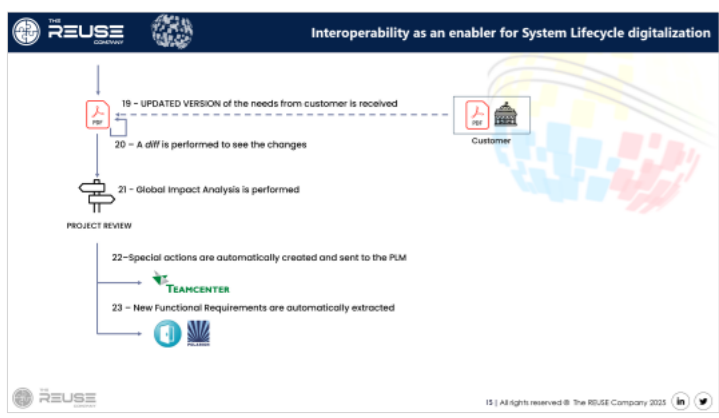 THE
REUSE
COMPANY
Interoperability as an enabler for System Lifecycle digitalization
19 - UPDATED VERSION of the needs from customer is received
PDF
PDF
Customer
20 – A diff is performed to see the changes
21 - Global Impact Analysis is performed
PROJECT REVIEW
22–Special actions are automatically created and sent to the PLM
TEAMCENTER
23 – New Functional Requirements are automatically extracted
PALADINO
THE
REUSE
COMPANY
15 | All rights reserved ® The REUSE Company 2025
in